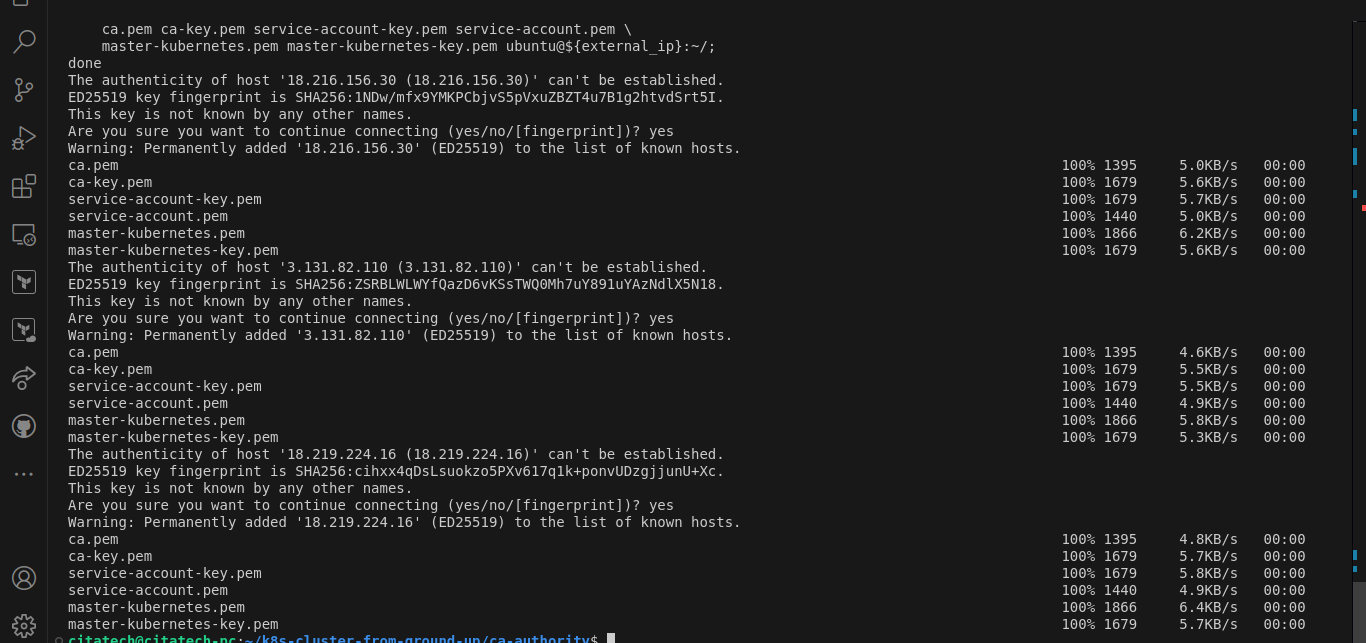 ca.pem ca-key.pem service-account-key.pem service-account.pem \
master-kubernetes.pem master-kubernetes-key.pem ubuntu@${external_ip}:~/;
done
The authenticity of host '18.216.156.30 (18.216.156.30)' can't be established.
ED25519 key fingerprint is SHA256:1NDw/mfx9YMKPCbjvS5pVxuZBZT4u7B1g2htvdSrt5I.
This key is not known by any other names.
Are you sure you want to continue connecting (yes/no/[fingerprint])? yes
Warning: Permanently added '18.216.156.30' (ED25519) to the list of known hosts.
ca.pem 100% 1395 5.0KB/s 00:00
ca-key.pem 100% 1679 5.6KB/s 00:00
service-account-key.pem 100% 1679 5.7KB/s 00:00
service-account.pem 100% 1440 5.0KB/s 00:00
master-kubernetes.pem 100% 1866 6.2KB/s 00:00
master-kubernetes-key.pem 100% 1679 5.6KB/s 00:00
The authenticity of host '3.131.82.110 (3.131.82.110)' can't be established.
ED25519 key fingerprint is SHA256:ZSRBLWLWYfQazD6vKSsTWQ0Mh7uY891uYAzNdlX5N18.
This key is not known by any other names.
Are you sure you want to continue connecting (yes/no/[fingerprint])? yes
Warning: Permanently added '3.131.82.110' (ED25519) to the list of known hosts.
ca.pem 100% 1395 4.6KB/s 00:00
ca-key.pem 100% 1679 5.5KB/s 00:00
service-account-key.pem 100% 1679 5.5KB/s 00:00
service-account.pem 100% 1440 4.9KB/s 00:00
master-kubernetes.pem 100% 1866 5.8KB/s 00:00
master-kubernetes-key.pem 100% 1679 5.3KB/s 00:00
The authenticity of host '18.219.224.16 (18.219.224.16)' can't be established.
ED25519 key fingerprint is SHA256:cihxx4qDsLsuokzo5PXv617q1k+ponvUDzgjjunU+Xc.
This key is not known by any other names.
Are you sure you want to continue connecting (yes/no/[fingerprint])? yes
Warning: Permanently added '18.219.224.16' (ED25519) to the list of known hosts.
ca.pem 100% 1395 4.8KB/s 00:00
ca-key.pem 100% 1679 5.7KB/s 00:00
service-account-key.pem 100% 1679 5.8KB/s 00:00
service-account.pem 100% 1440 4.9KB/s 00:00
master-kubernetes.pem 100% 1866 6.4KB/s 00:00
master-kubernetes-key.pem 100% 1679 5.7KB/s 00:00
citatech@citatech-pc:~/k8s-cluster-from-ground-up/ca-authority$